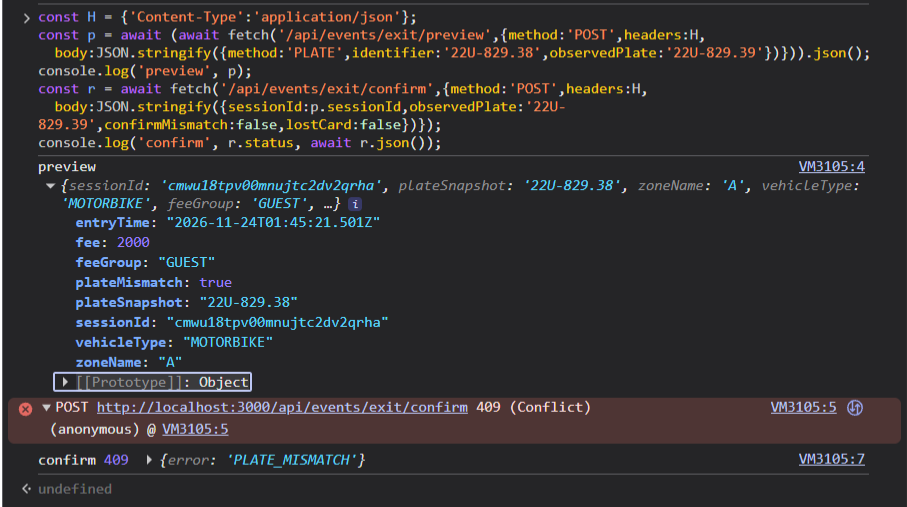 > const H = {'Content-Type':'application/json'};
const p = await (await fetch('/api/events/exit/preview',{method:'POST',headers:H,
body:JSON.stringify({method:'PLATE',identifier:'22U-829.38',observedPlate:'22U-829.39'})})).json();
console.log('preview', p);
const r = await fetch('/api/events/exit/confirm',{method:'POST',headers:H,
body:JSON.stringify({sessionId:p.sessionId,observedPlate:'22U-
829.39',confirmMismatch:false,lostCard:false})});
console.log('confirm', r.status, await r.json());
preview VM3105:4
▼ {sessionId: 'cmwu18tpv00mnujtc2dv2qrha', plateSnapshot: '22U-829.38', zoneName: 'A', vehicleType:
'MOTORBIKE', feeGroup: 'GUEST', …} i
entryTime: "2026-11-24T01:45:21.501Z"
fee: 2000
feeGroup: "GUEST"
plateMismatch: true
plateSnapshot: "22U-829.38"
sessionId: "cmwu18tpv00mnujtc2dv2qrha"
vehicleType: "MOTORBIKE"
zoneName: "A"
▶ [[Prototype]]: Object
▼ POST http://localhost:3000/api/events/exit/confirm 409 (Conflict) VM3105:5
(anonymous) @ VM3105:5
confirm 409 ▶ {error: 'PLATE_MISMATCH'} VM3105:7
undefined